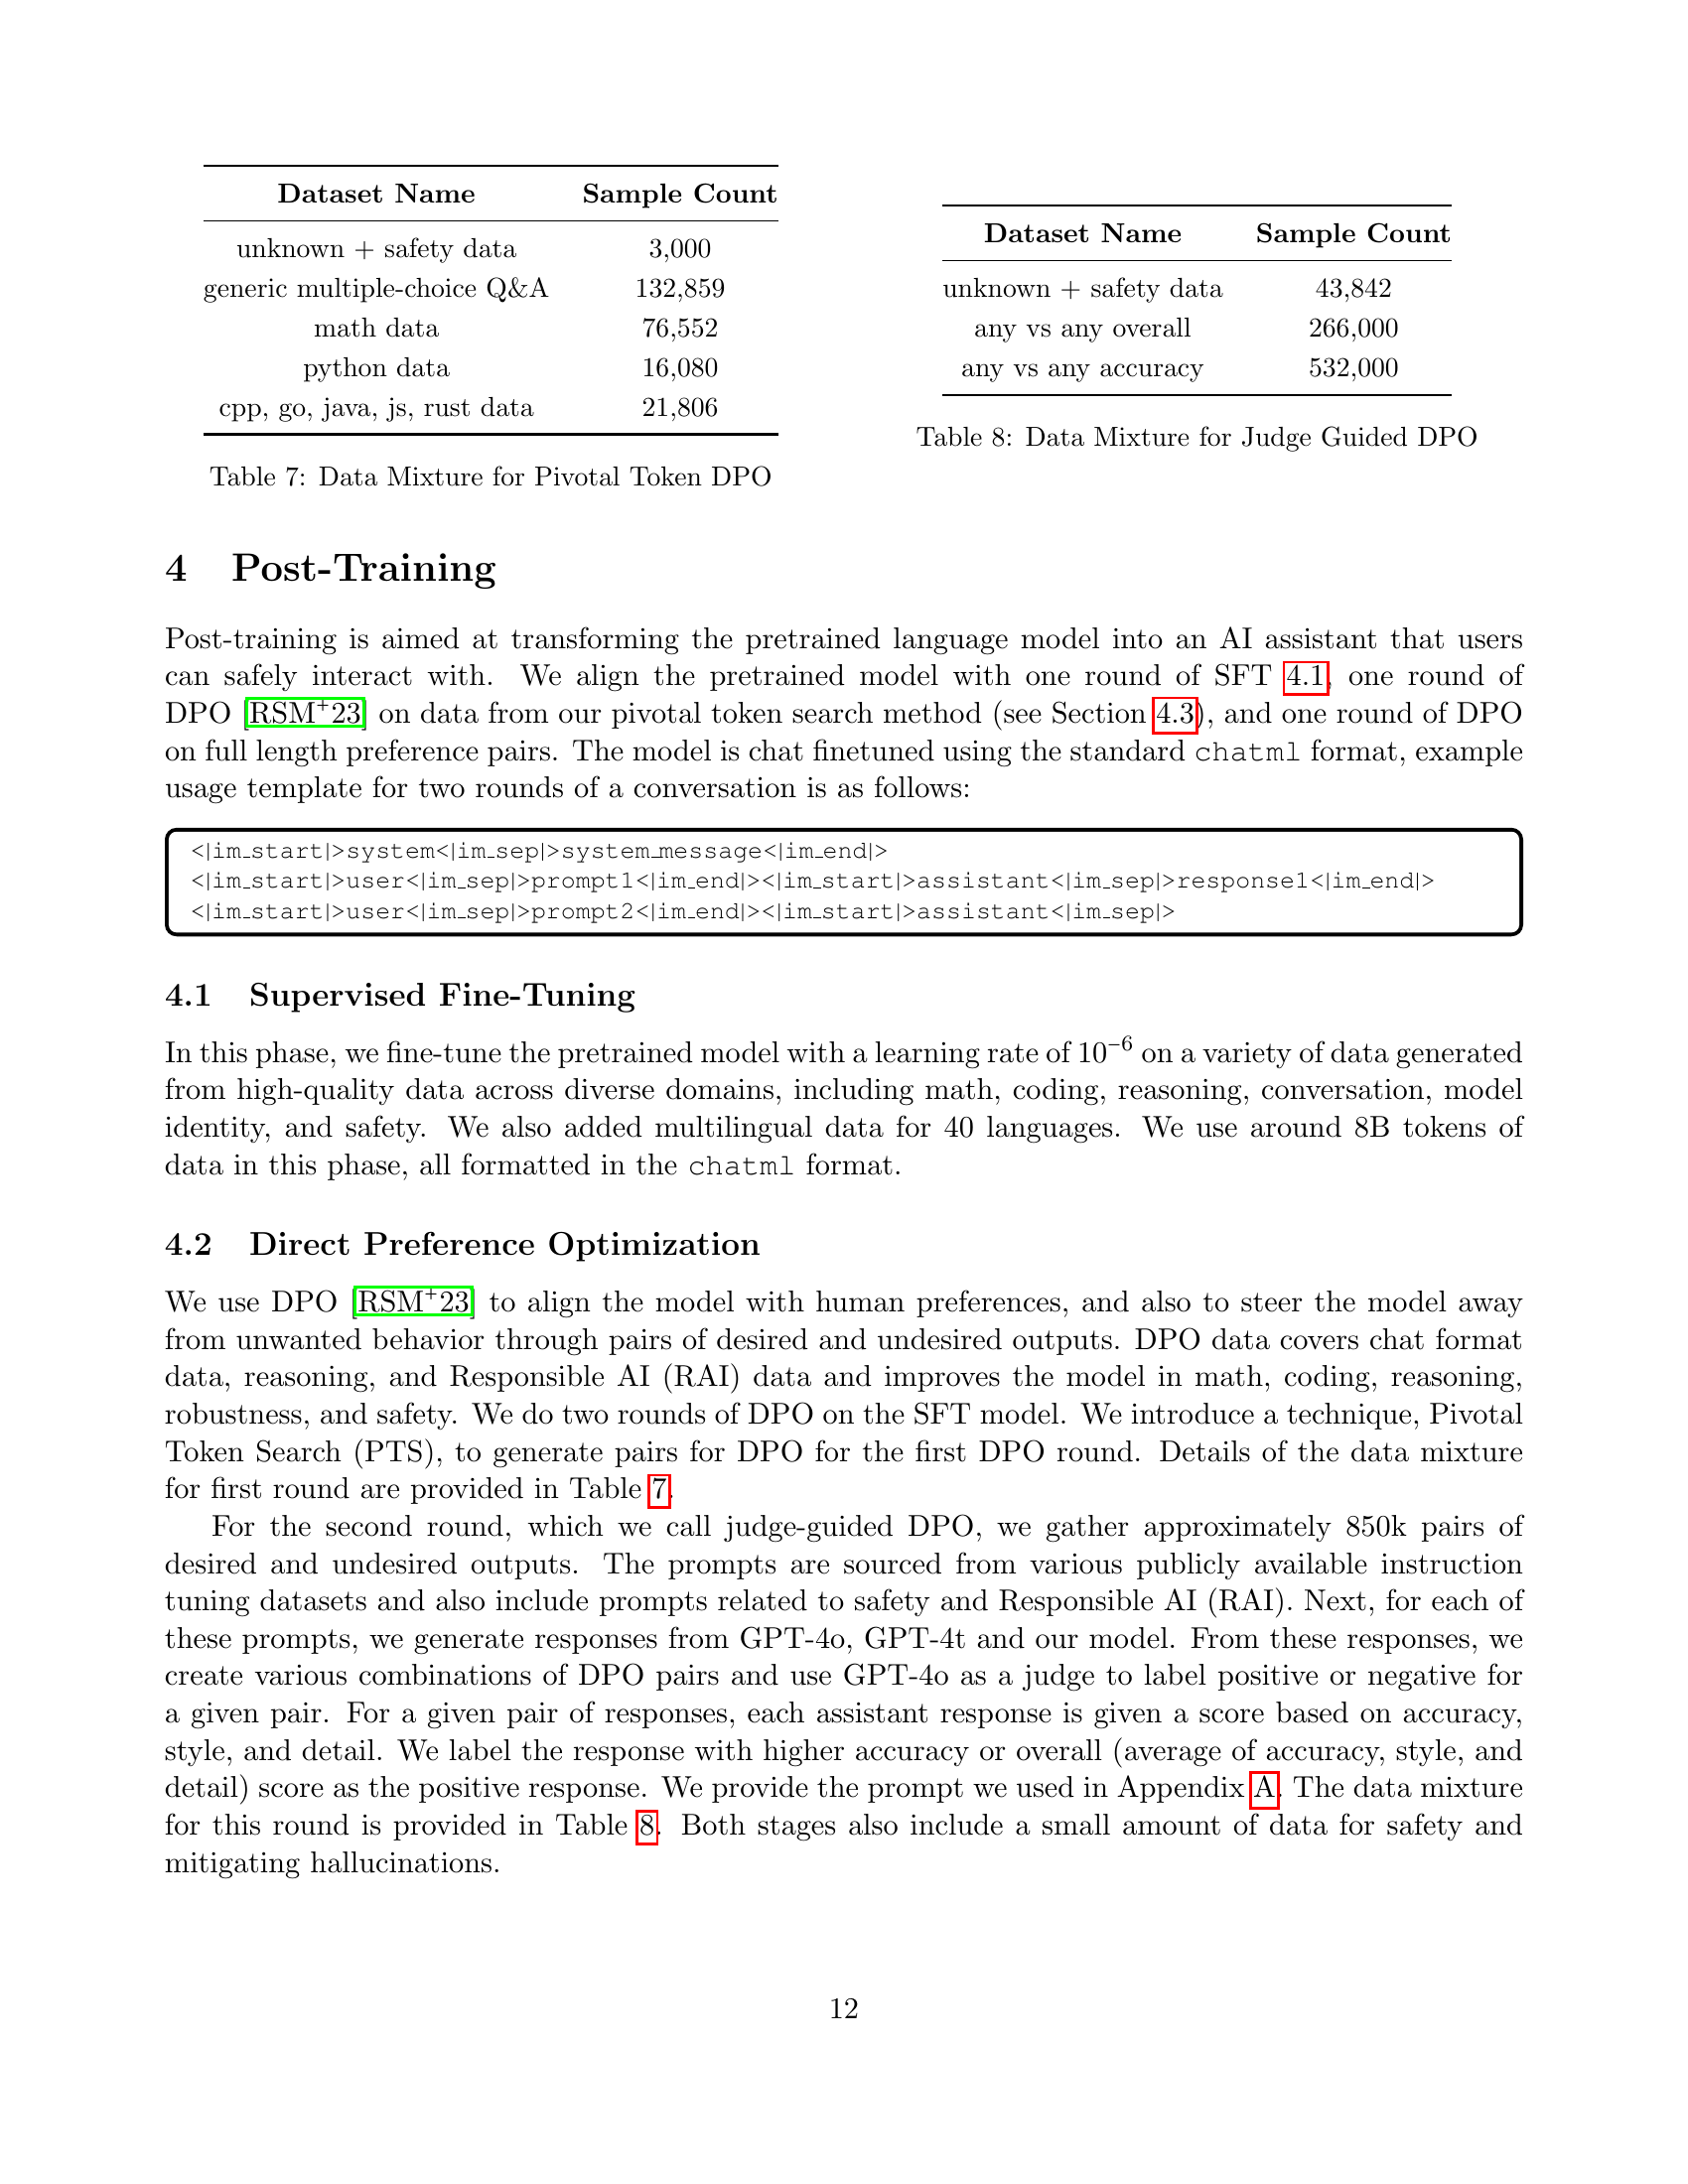 Dataset Name Sample Count
unknown + safety data 3,000
generic multiple-choice Q&A 132,859
math data 76,552
python data 16,080
cpp, go, java, js, rust data 21,806
Table 7: Data Mixture for Pivotal Token DPO
Dataset Name Sample Count
unknown + safety data 43,842
any vs any overall 266,000
any vs any accuracy 532,000
Table 8: Data Mixture for Judge Guided DPO
4 Post-Training
Post-training is aimed at transforming the pretrained language model into an AI assistant that users
can safely interact with. We align the pretrained model with one round of SFT 4.1, one round of
DPO [RSM⁺23] on data from our pivotal token search method (see Section 4.3), and one round of DPO
on full length preference pairs. The model is chat finetuned using the standard chatml format, example
usage template for two rounds of a conversation is as follows:
<|im_start|>system<|im_sep|>system_message<|im_end|>
<|im_start|>user<|im_sep|>prompt1<|im_end|><|im_start|>assistant<|im_sep|>response1<|im_end|>
<|im_start|>user<|im_sep|>prompt2<|im_end|><|im_start|>assistant<|im_sep|>
4.1 Supervised Fine-Tuning
In this phase, we fine-tune the pretrained model with a learning rate of 10⁻⁶ on a variety of data generated
from high-quality data across diverse domains, including math, coding, reasoning, conversation, model
identity, and safety. We also added multilingual data for 40 languages. We use around 8B tokens of
data in this phase, all formatted in the chatml format.
4.2 Direct Preference Optimization
We use DPO [RSM⁺23] to align the model with human preferences, and also to steer the model away
from unwanted behavior through pairs of desired and undesired outputs. DPO data covers chat format
data, reasoning, and Responsible AI (RAI) data and improves the model in math, coding, reasoning,
robustness, and safety. We do two rounds of DPO on the SFT model. We introduce a technique, Pivotal
Token Search (PTS), to generate pairs for DPO for the first DPO round. Details of the data mixture
for first round are provided in Table 7.
For the second round, which we call judge-guided DPO, we gather approximately 850k pairs of
desired and undesired outputs. The prompts are sourced from various publicly available instruction
tuning datasets and also include prompts related to safety and Responsible AI (RAI). Next, for each of
these prompts, we generate responses from GPT-4o, GPT-4t and our model. From these responses, we
create various combinations of DPO pairs and use GPT-4o as a judge to label positive or negative for
a given pair. For a given pair of responses, each assistant response is given a score based on accuracy,
style, and detail. We label the response with higher accuracy or overall (average of accuracy, style, and
detail) score as the positive response. We provide the prompt we used in Appendix A. The data mixture
for this round is provided in Table 8. Both stages also include a small amount of data for safety and
mitigating hallucinations.
12